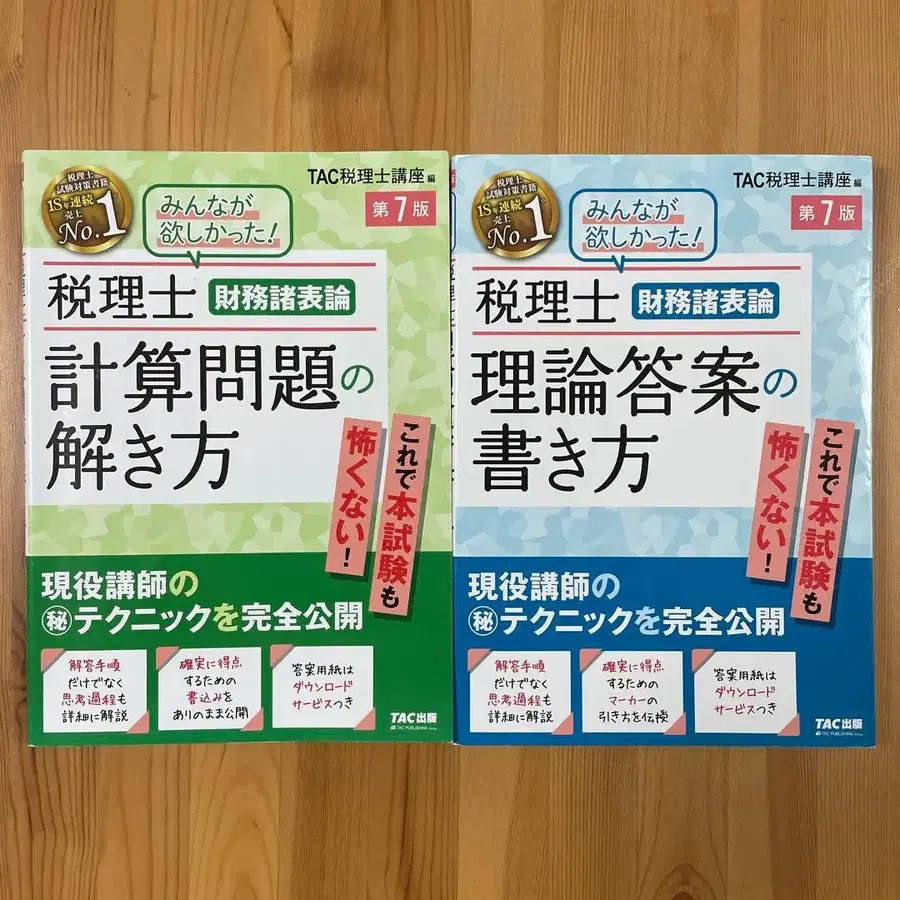 税理士
試験対策書籍
18年連続
売上
No.1
TAC税理士講座 編
第7版
みんなが
欲しかった!
税理士 財務諸表論
計算問題の
解き方
これで本試験も
怖くない!
現役講師の
㊙テクニックを完全公開
解答手順
だけでなく
思考過程も
詳細に解説
確実に得点
するための
書込みを
ありのまま公開
答案用紙は
ダウンロード
サービスつき
TAC出版
TAC PUBLISHING Group
税理士
試験対策書籍
18年連続
売上
No.1
TAC税理士講座 編
第7版
みんなが
欲しかった!
税理士 財務諸表論
理論答案の
書き方
これで本試験も
怖くない!
現役講師の
㊙テクニックを完全公開
解答手順
だけでなく
思考過程も
詳細に解説
確実に得点
するための
マーカーの
引き方を伝授
答案用紙は
ダウンロード
サービスつき
TAC出版
TAC PUBLISHING Group